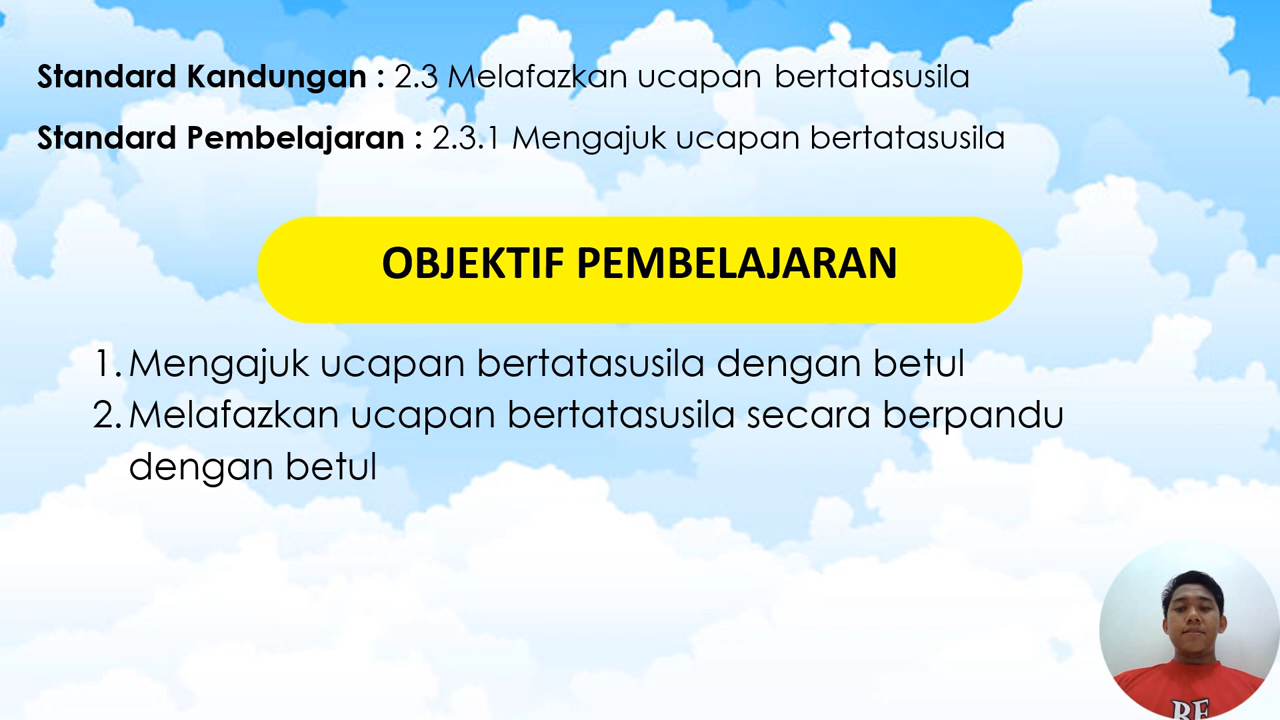 Standard Kandungan : 2.3 Melafazkan ucapan bertatasusila
Standard Pembelajaran : 2.3.1 Mengajuk ucapan bertatasusila
OBJEKTIF PEMBELAJARAN
1. Mengajuk ucapan bertatasusila dengan betul
2. Melafazkan ucapan bertatasusila secara berpandu
dengan betul